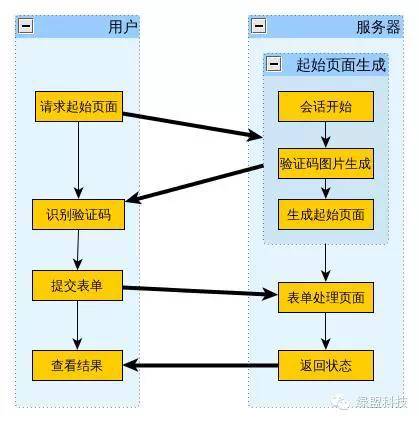 用户
服务器
起始页面生成
请求起始页面
会话开始
验证码图片生成
识别验证码
生成起始页面
提交表单
表单处理页面
查看结果
返回状态
绿盟科技